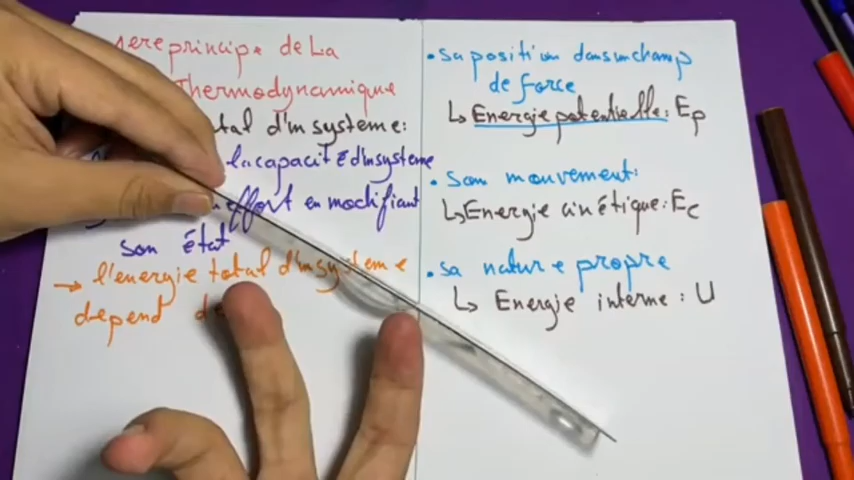 1ere principe de La
Thermodynamique
tal d'un systeme:
la capacité d'un systeme
effort en modifiant
son état
→ l'energie total d'un systeme
depend de
• sa position dans un champ
de force
↳ Energie potentielle: Ep
• Son mouvement:
↳ Energie cinétique: Ec
• sa nature propre
↳ Energie interne: U